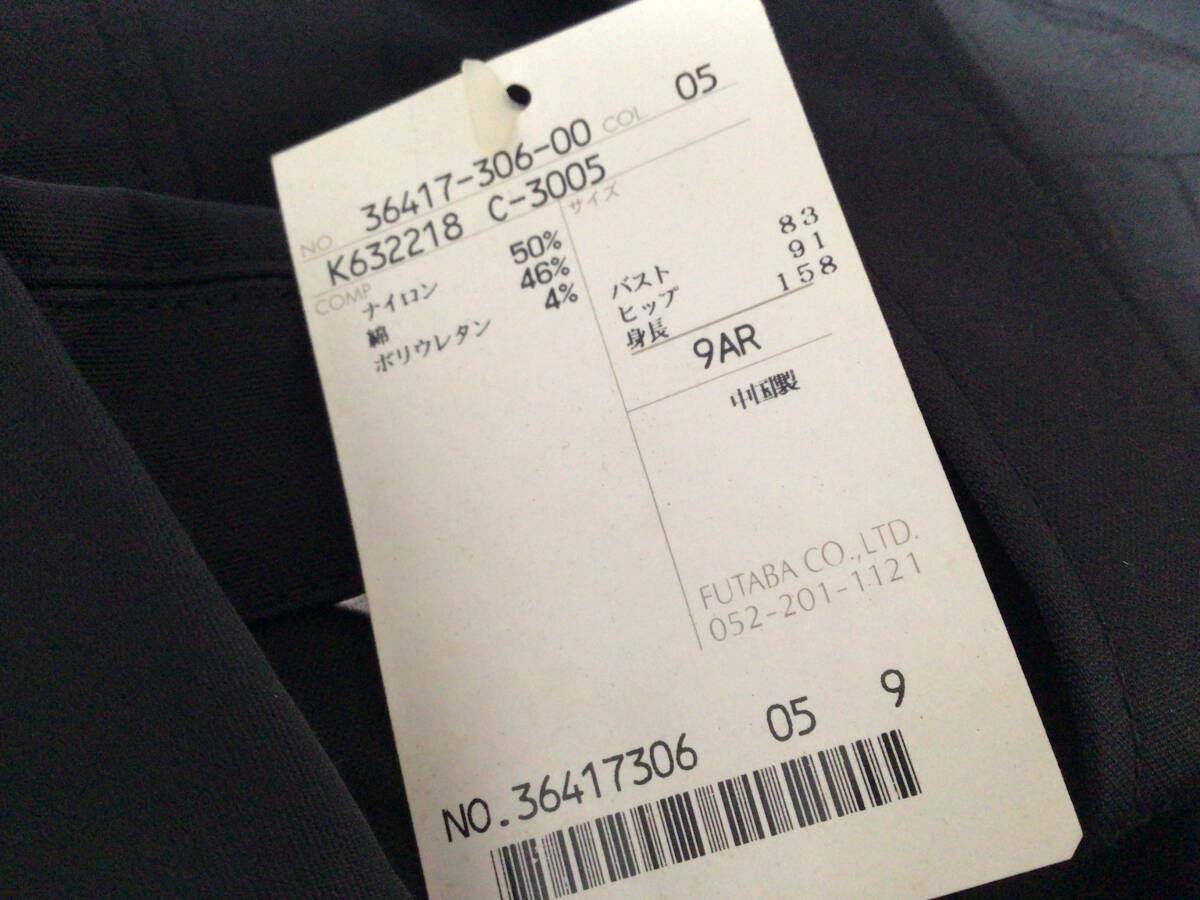 NO. 36417-306-00 COL. 05
K632218 C-3005
COMP
ナイロン 50%
綿 46%
ポリウレタン 4%
サイズ
バスト 83
ヒップ 91
身長 158
9AR
中国製
FUTABA CO.,LTD.
052-201-1121
NO.36417306 05 9